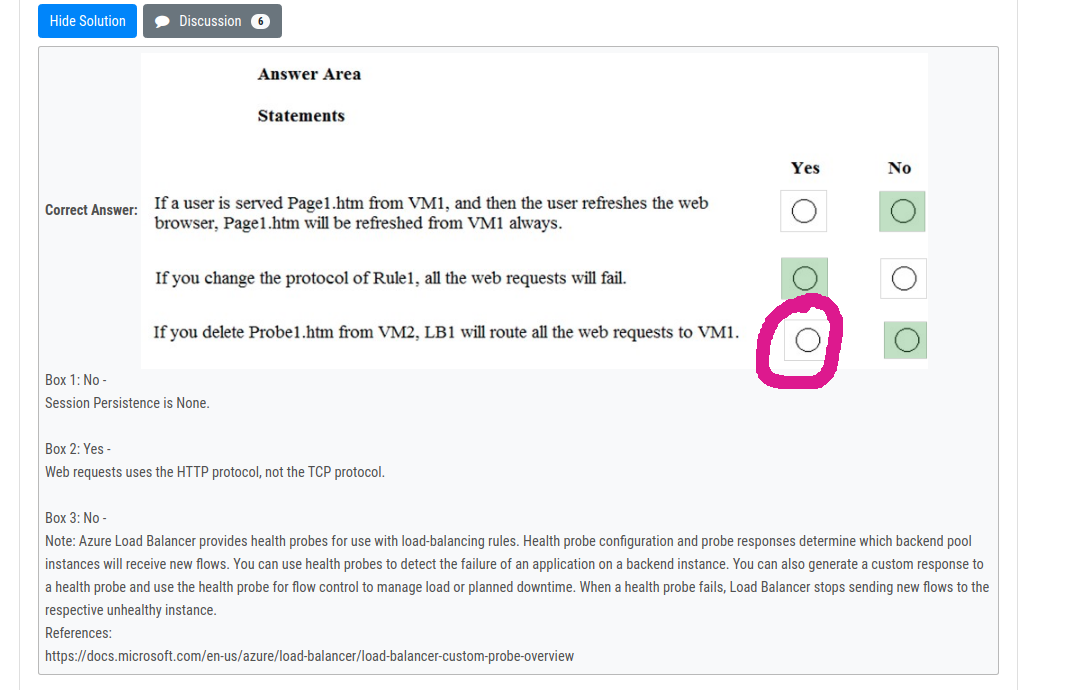 Hide Solution
Discussion 6
Answer Area
Statements
Yes No
Correct Answer:
If a user is served Page1.htm from VM1, and then the user refreshes the web
browser, Page1.htm will be refreshed from VM1 always.
If you change the protocol of Rule1, all the web requests will fail.
If you delete Probe1.htm from VM2, LB1 will route all the web requests to VM1.
Box 1: No -
Session Persistence is None.
Box 2: Yes -
Web requests uses the HTTP protocol, not the TCP protocol.
Box 3: No -
Note: Azure Load Balancer provides health probes for use with load-balancing rules. Health probe configuration and probe responses determine which backend pool
instances will receive new flows. You can use health probes to detect the failure of an application on a backend instance. You can also generate a custom response to
a health probe and use the health probe for flow control to manage load or planned downtime. When a health probe fails, Load Balancer stops sending new flows to the
respective unhealthy instance.
References:
https://docs.microsoft.com/en-us/azure/load-balancer/load-balancer-custom-probe-overview